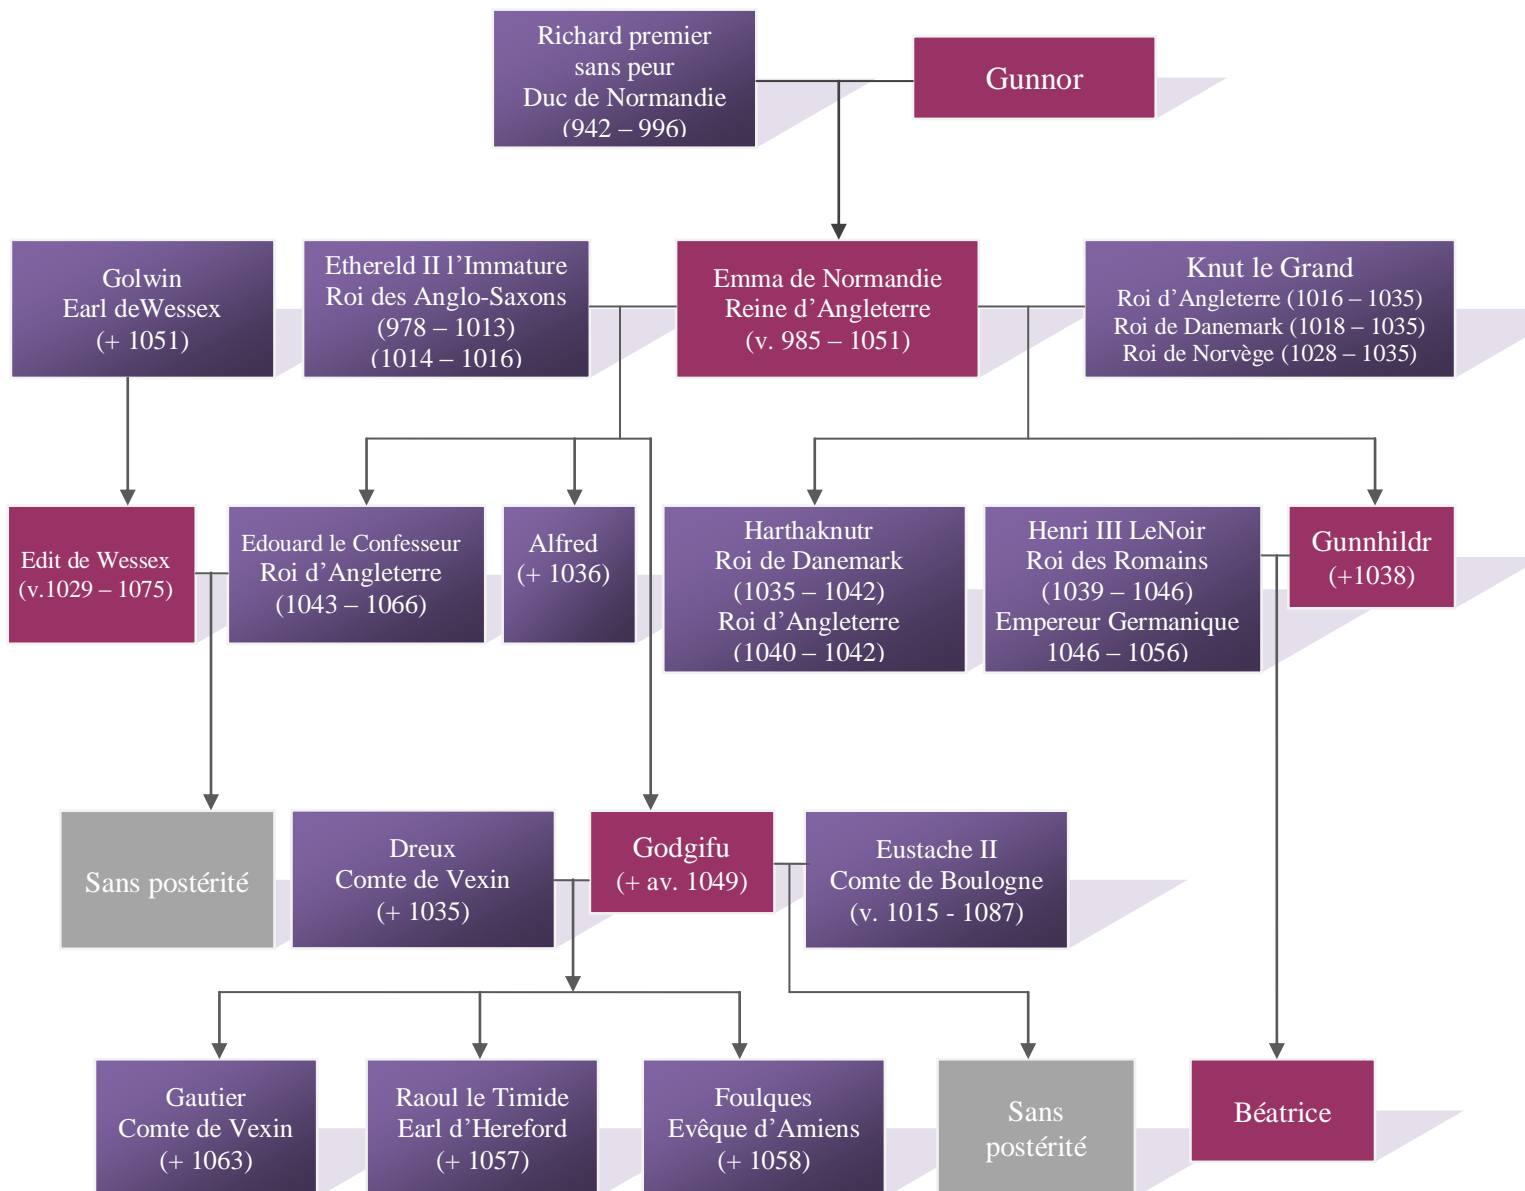 Richard premier
sans peur
Duc de Normandie
(942 – 996)
Gunnor
Golwin
Earl deWessex
(+ 1051)
Ethereld II l’Immature
Roi des Anglo-Saxons
(978 – 1013)
(1014 – 1016)
Emma de Normandie
Reine d’Angleterre
(v. 985 – 1051)
Knut le Grand
Roi d’Angleterre (1016 – 1035)
Roi de Danemark (1018 – 1035)
Roi de Norvège (1028 – 1035)
Edit de Wessex
(v.1029 – 1075)
Edouard le Confesseur
Roi d’Angleterre
(1043 – 1066)
Alfred
(+ 1036)
Harthaknutr
Roi de Danemark
(1035 – 1042)
Roi d’Angleterre
(1040 – 1042)
Henri III LeNoir
Roi des Romains
(1039 – 1046)
Empereur Germanique
1046 – 1056)
Gunnhildr
(+1038)
Sans postérité
Dreux
Comte de Vexin
(+ 1035)
Godgifu
(+ av. 1049)
Eustache II
Comte de Boulogne
(v. 1015 - 1087)
Gautier
Comte de Vexin
(+ 1063)
Raoul le Timide
Earl d’Hereford
(+ 1057)
Foulques
Evêque d’Amiens
(+ 1058)
Sans
postérité
Béatrice